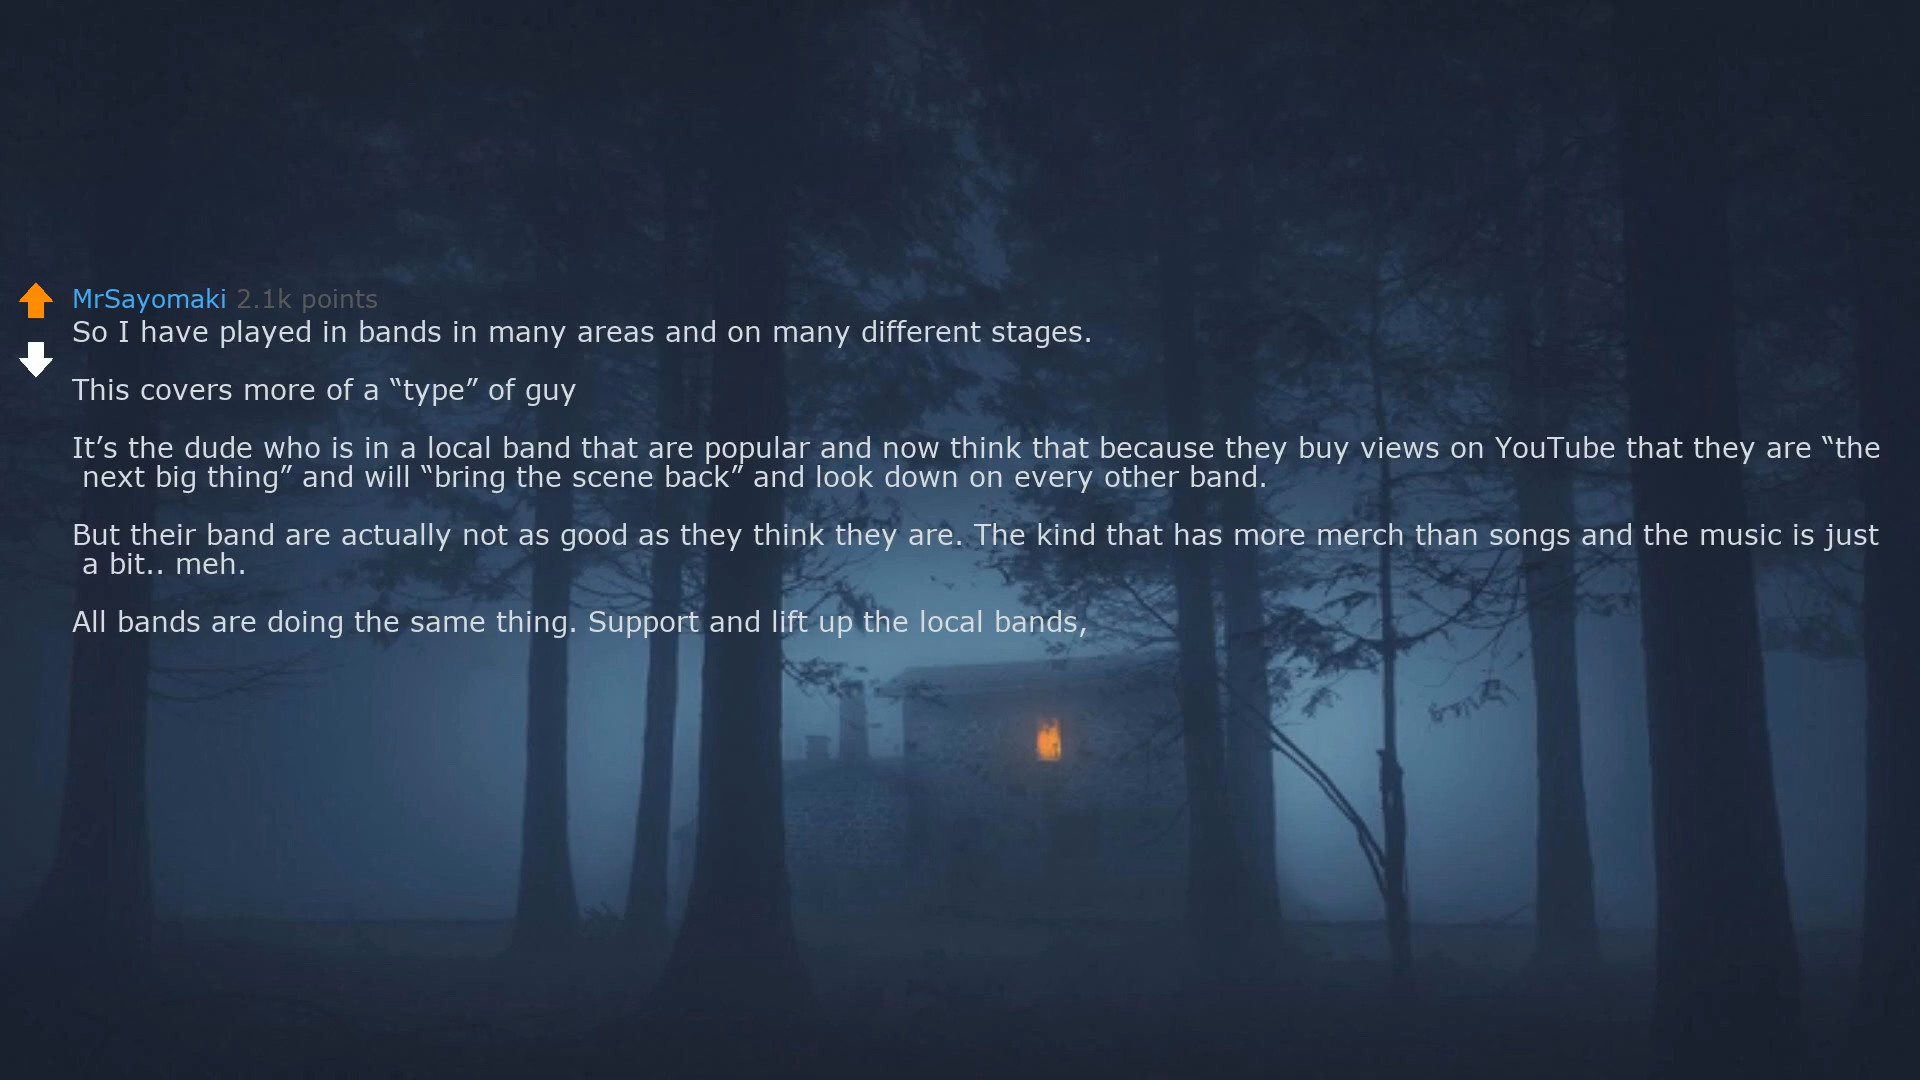 MrSayomaki 2.1k points
So I have played in bands in many areas and on many different stages.
This covers more of a “type” of guy
It’s the dude who is in a local band that are popular and now think that because they buy views on YouTube that they are “the
next big thing” and will “bring the scene back” and look down on every other band.
But their band are actually not as good as they think they are. The kind that has more merch than songs and the music is just
a bit.. meh.
All bands are doing the same thing. Support and lift up the local bands,